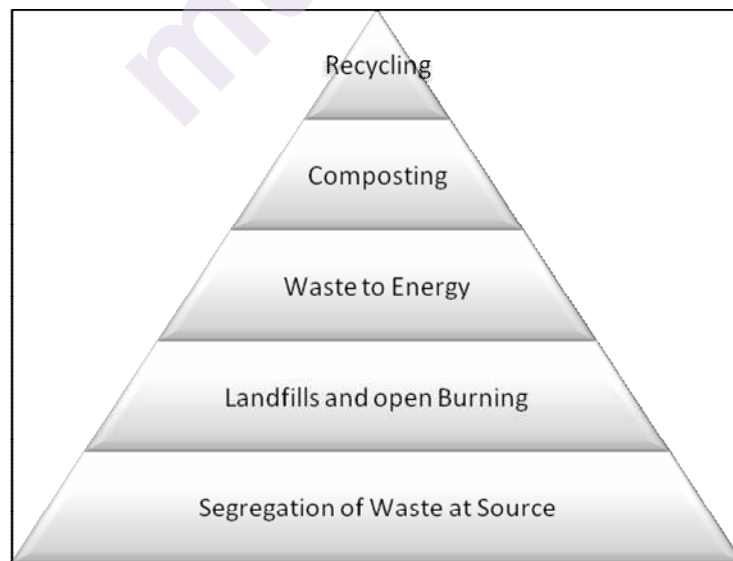 Recycling
Composting
Waste to Energy
Landfills and open Burning
Segregation of Waste at Source